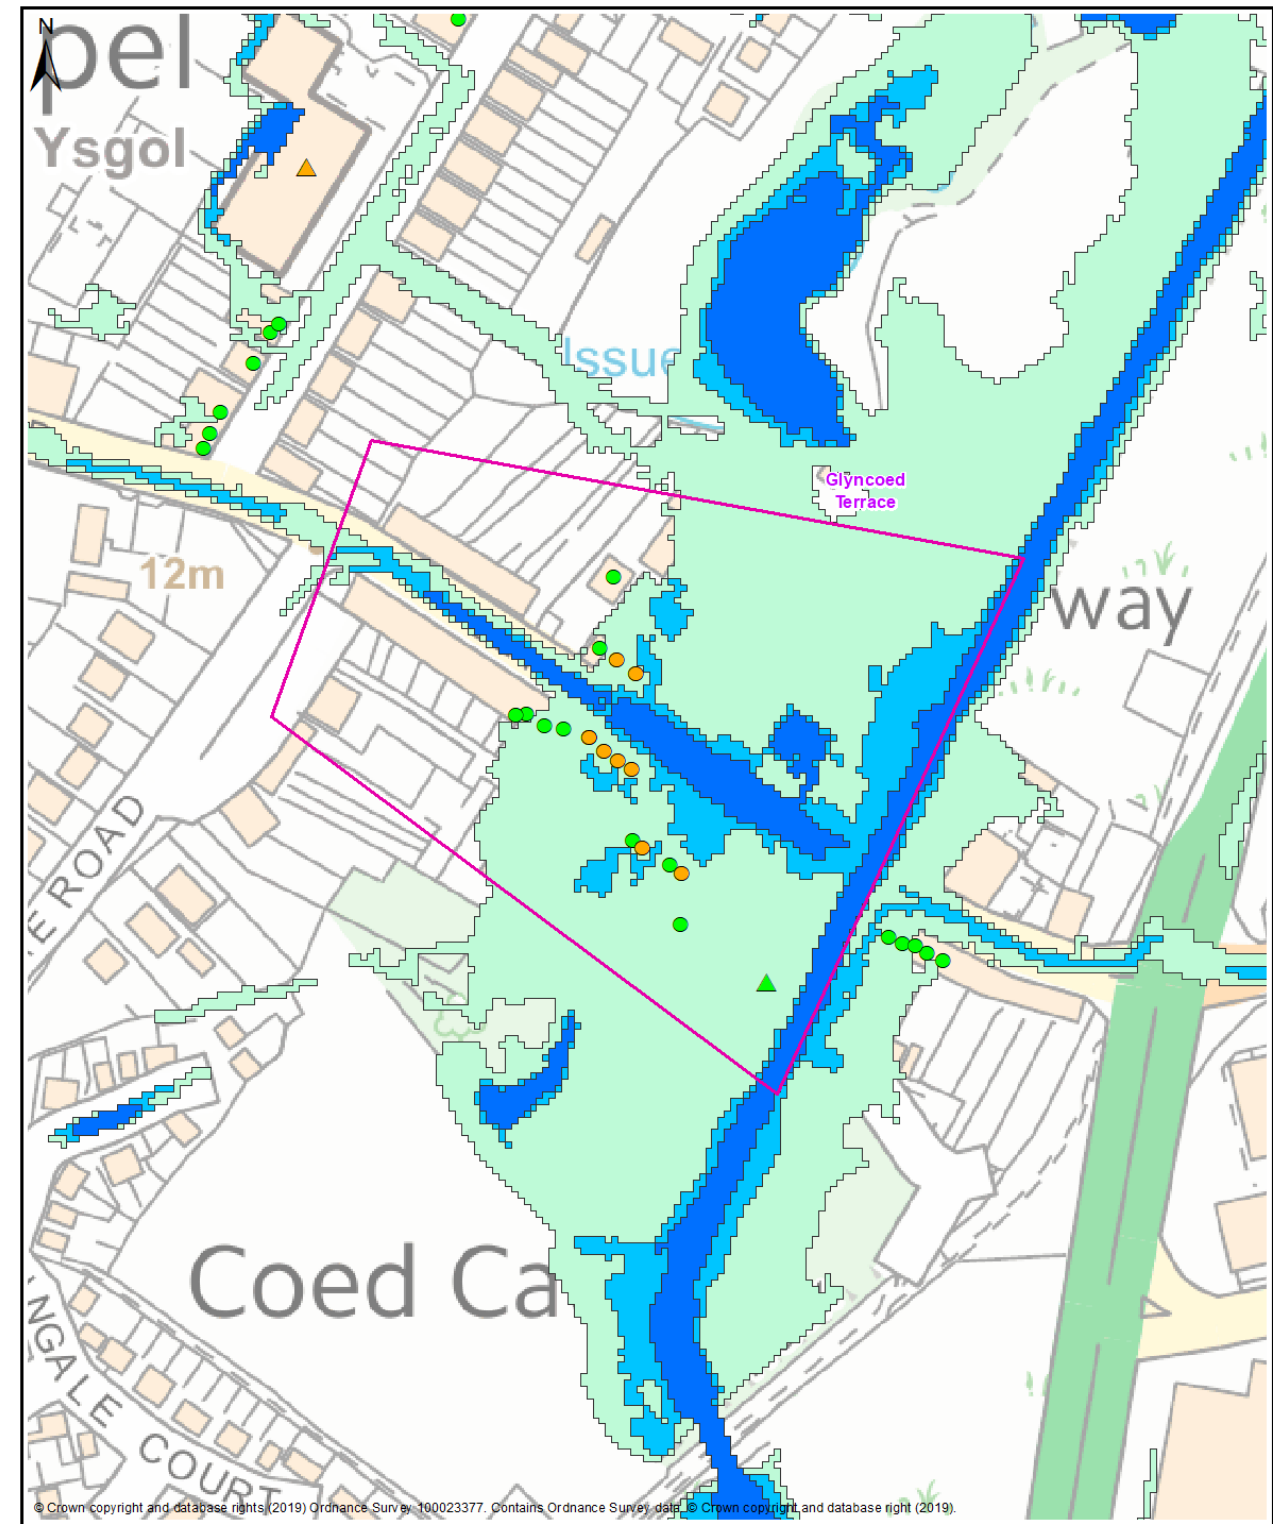 N
pel
Ysgol
Issue
Glyncoed
Terrace
12m
way
E ROAD
Coed Ca
NGALE COURT
© Crown copyright and database rights (2019) Ordnance Survey 100023377. Contains Ordnance Survey data. © Crown copyright and database right (2019).